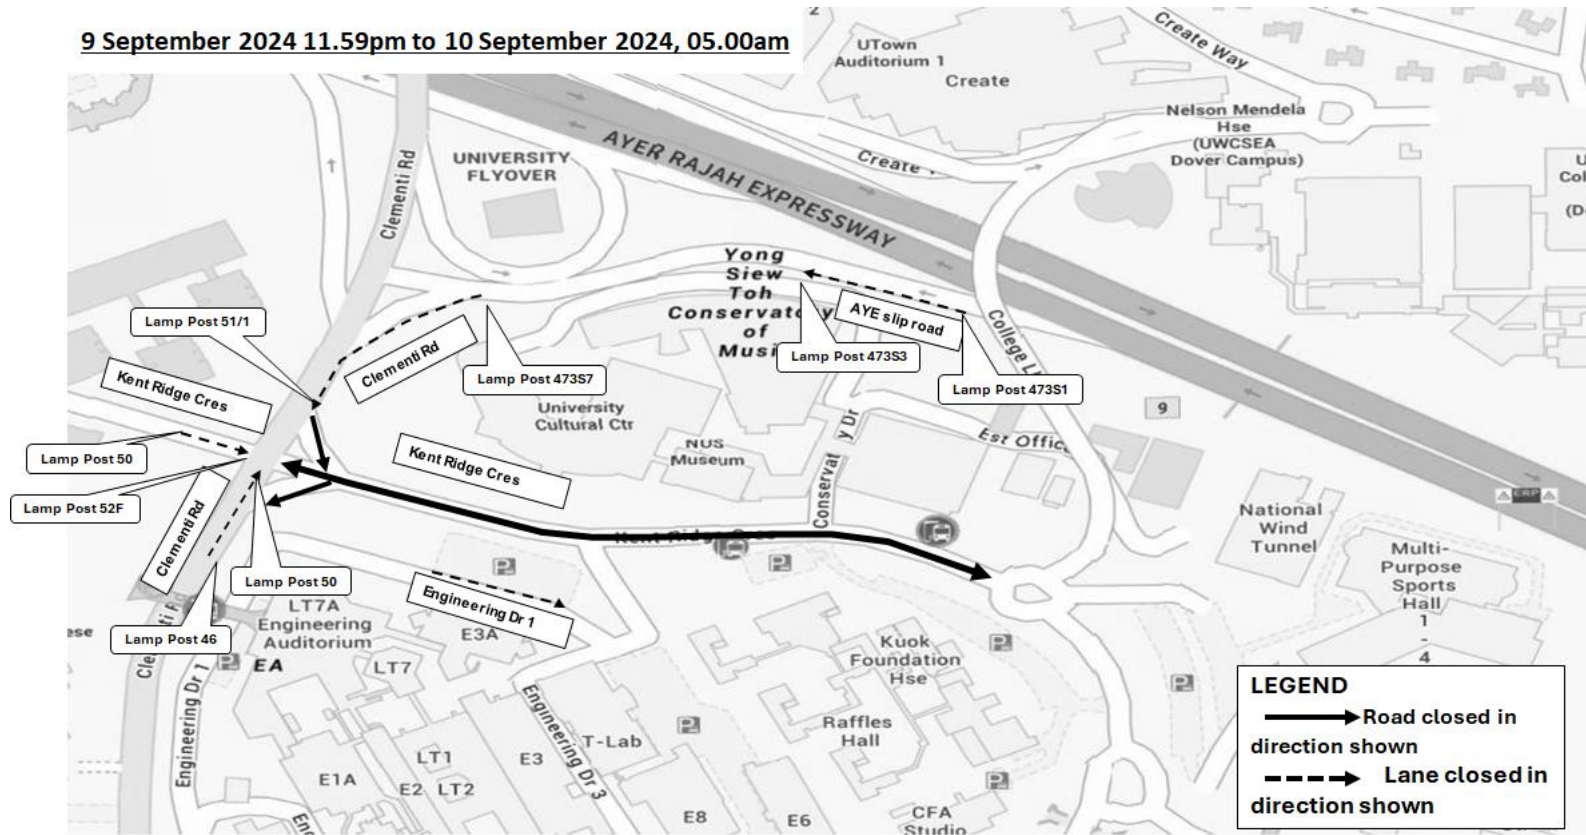 9 September 2024 11.59pm to 10 September 2024, 05.00am
2
UTown
Auditorium 1
Create
Create Way
Nelson Mendela
Hse
(UWCSEA
Dover Campus)
UNIVERSITY
FLYOVER
Clementi Rd
AYER RAJAH EXPRESSWAY
Create
Yong
Siew
Toh
Conservato
of
Musi
AYE slip road
Lamp Post 51/1
Clementi Rd
Lamp Post 473S7
Lamp Post 473S3
Lamp Post 473S1
College Li
Kent Ridge Cres
University
Cultural Ctr
9
NUS
Museum
Conservat y Dr
Est Office
Lamp Post 50
Kent Ridge Cres
Lamp Post 52F
Clementi Rd
ERP
National
Wind
Tunnel
Kent Ridge Cres
Multi-
Purpose
Sports
Hall
1
-
4
Lamp Post 50
Engineering Dr 1
LT7A
Engineering
Auditorium
Lamp Post 46
E3A
EA
LT7
Kuok
Foundation
Hse
Engineering Dr 1
Engineering Dr 3
Raffles
Hall
T-Lab
LT1
E3
E1A
E2
LT2
E8
E6
CFA
Studio
LEGEND
Road closed in
direction shown
Lane closed in
direction shown